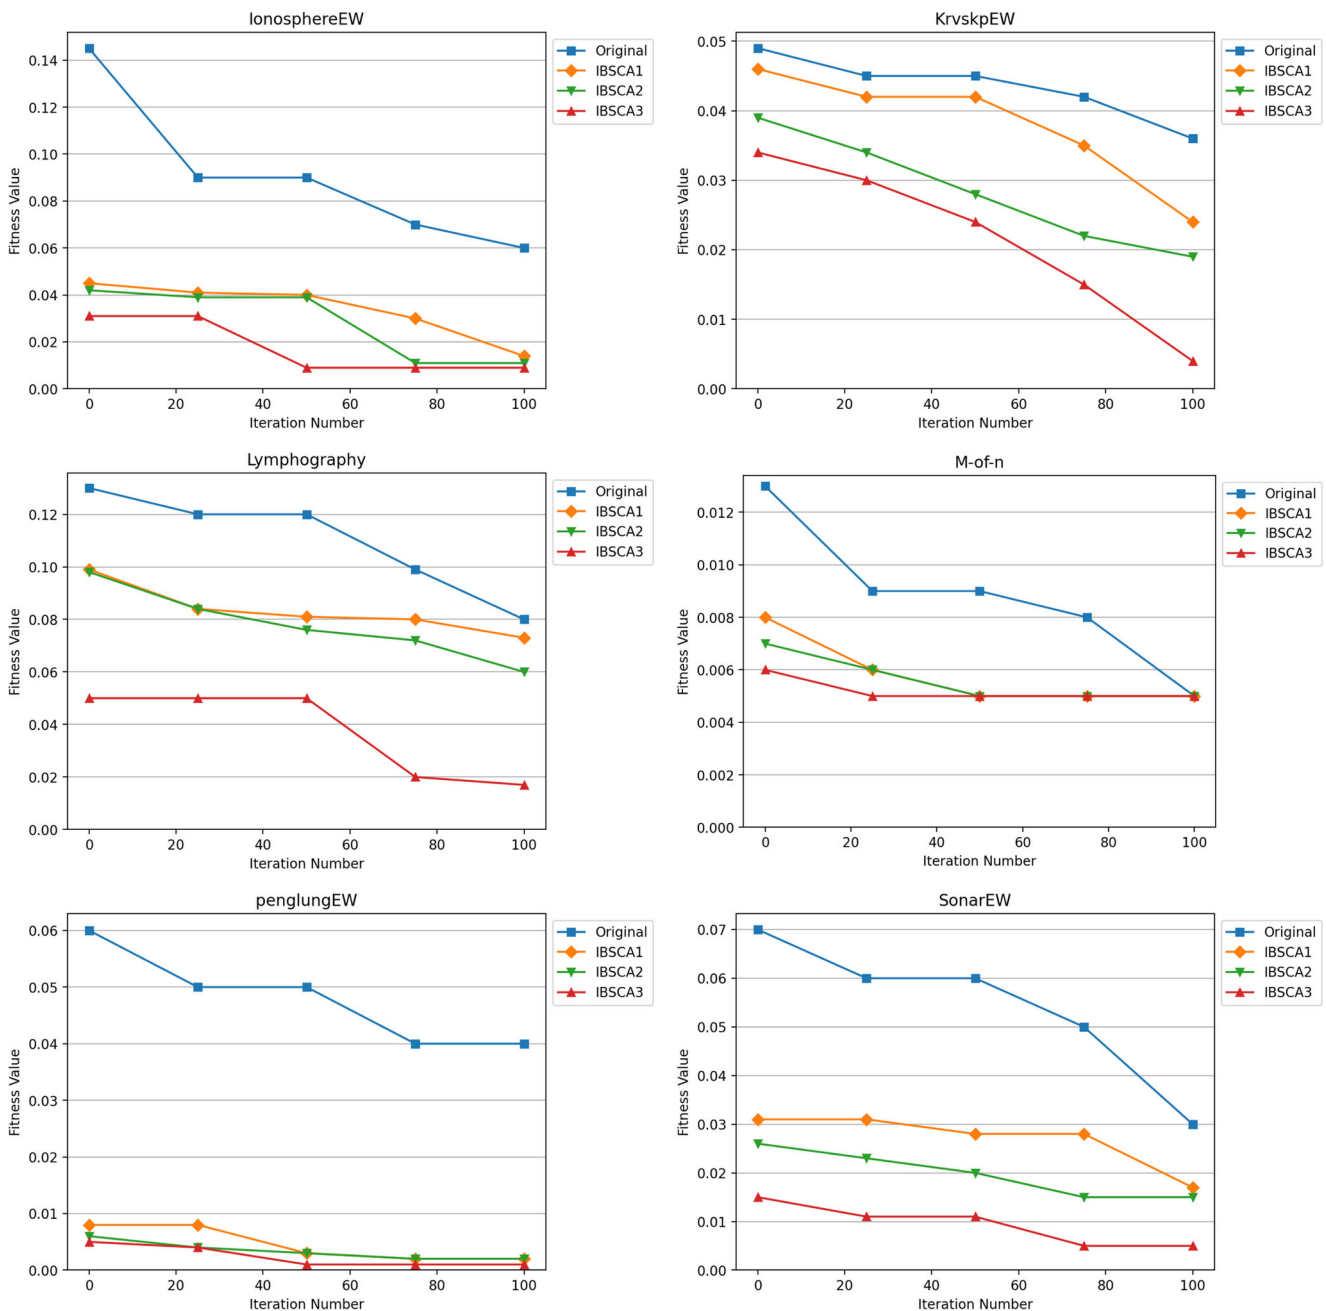 IonosphereEW
0.14
0.12
0.10
0.08
0.06
0.04
0.02
0.00
Fitness Value
0 20 40 60 80 100
Iteration Number
Original
IBSCA1
IBSCA2
IBSCA3
KrvskpEW
0.05
0.04
0.03
0.02
0.01
0.00
Fitness Value
0 20 40 60 80 100
Iteration Number
Original
IBSCA1
IBSCA2
IBSCA3
Lymphography
0.12
0.10
0.08
0.06
0.04
0.02
0.00
Fitness Value
0 20 40 60 80 100
Iteration Number
Original
IBSCA1
IBSCA2
IBSCA3
M-of-n
0.012
0.010
0.008
0.006
0.004
0.002
0.000
Fitness Value
0 20 40 60 80 100
Iteration Number
Original
IBSCA1
IBSCA2
IBSCA3
penglungEW
0.06
0.05
0.04
0.03
0.02
0.01
0.00
Fitness Value
0 20 40 60 80 100
Iteration Number
Original
IBSCA1
IBSCA2
IBSCA3
SonarEW
0.07
0.06
0.05
0.04
0.03
0.02
0.01
0.00
Fitness Value
0 20 40 60 80 100
Iteration Number
Original
IBSCA1
IBSCA2
IBSCA3